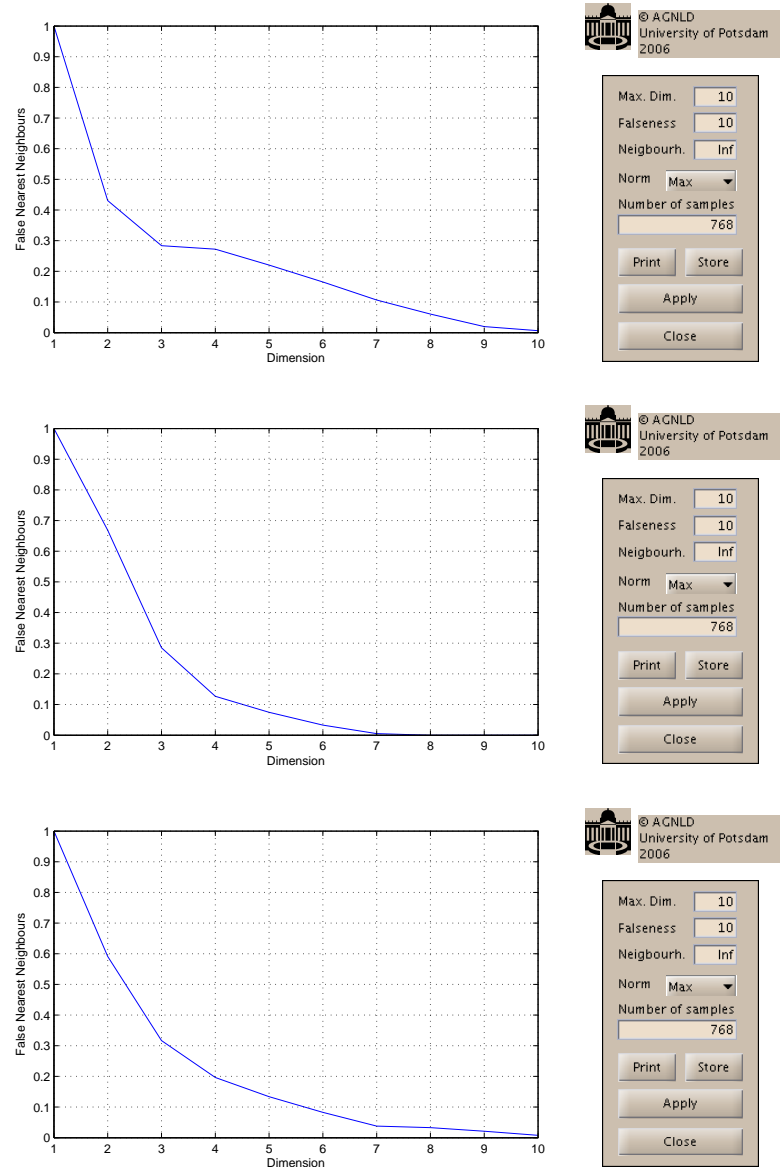 1
0.9
0.8
0.7
0.6
0.5
0.4
0.3
0.2
0.1
0
False Nearest Neighbours
1 2 3 4 5 6 7 8 9 10
Dimension
© AGNLD
University of Potsdam
2006
Max. Dim. 10
Falseness 10
Neigbourh. Inf
Norm Max
Number of samples
768
Print Store
Apply
Close
1
0.9
0.8
0.7
0.6
0.5
0.4
0.3
0.2
0.1
0
False Nearest Neighbours
1 2 3 4 5 6 7 8 9 10
Dimension
© AGNLD
University of Potsdam
2006
Max. Dim. 10
Falseness 10
Neigbourh. Inf
Norm Max
Number of samples
768
Print Store
Apply
Close
1
0.9
0.8
0.7
0.6
0.5
0.4
0.3
0.2
0.1
0
False Nearest Neighbours
1 2 3 4 5 6 7 8 9 10
Dimension
© AGNLD
University of Potsdam
2006
Max. Dim. 10
Falseness 10
Neigbourh. Inf
Norm Max
Number of samples
768
Print Store
Apply
Close